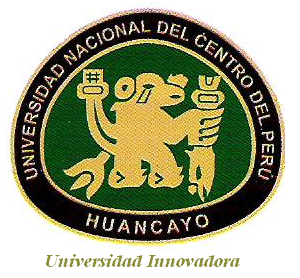 UNIVERSIDAD NACIONAL DEL CENTRO DEL PERÚ
HUANCAYO
Universidad Innovadora